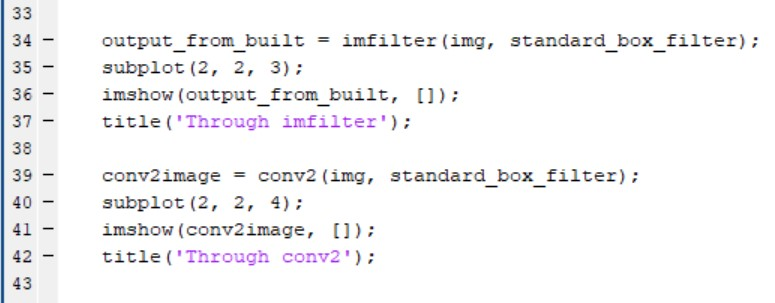 33
34 – output_from_built = imfilter(img, standard_box_filter);
35 – subplot(2, 2, 3);
36 – imshow(output_from_built, []);
37 – title('Through imfilter');
38
39 – conv2image = conv2(img, standard_box_filter);
40 – subplot(2, 2, 4);
41 – imshow(conv2image, []);
42 – title('Through conv2');
43